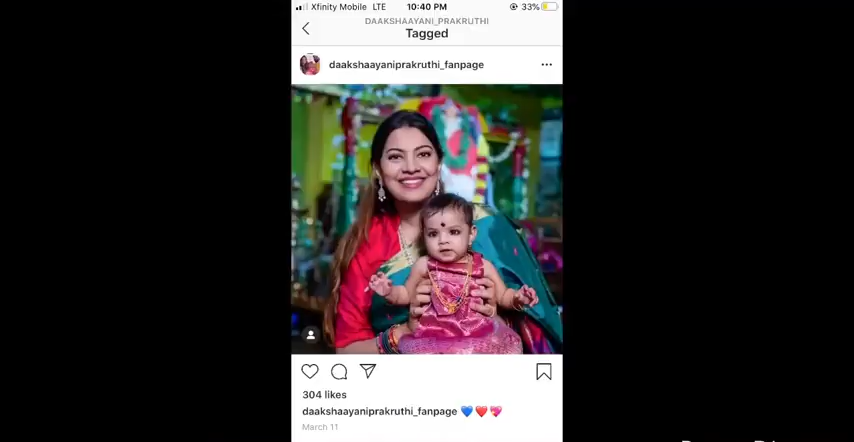 Xfinity Mobile LTE 10:40 PM 33%
DAAKSHAAYANI_PRAKRUTHI
Tagged
daakshaayaniprakruthi_fanpage
304 likes
daakshaayaniprakruthi_fanpage 💙❤️💖
March 11